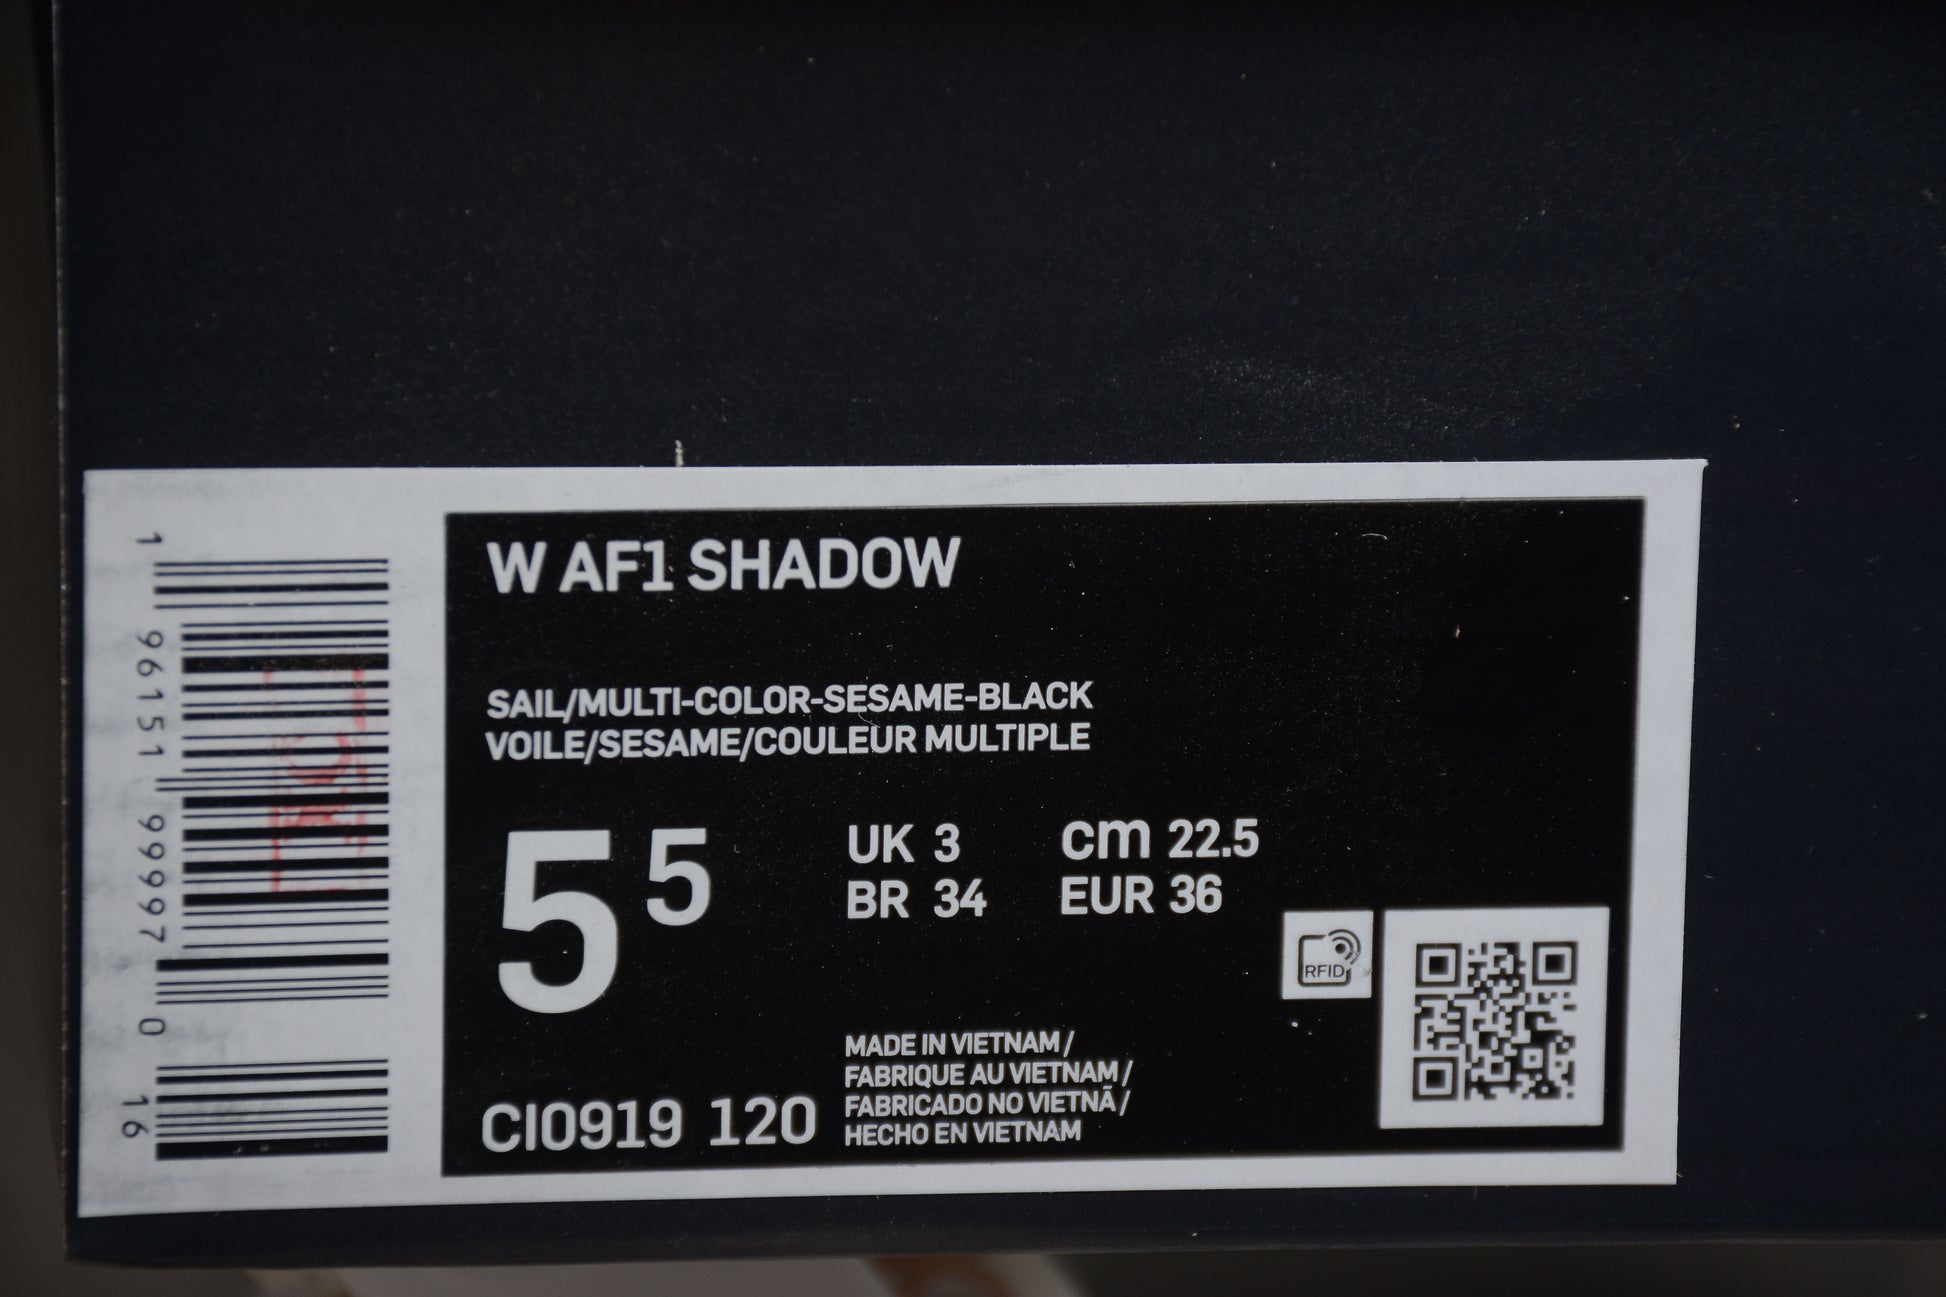 W AF1 SHADOW
SAIL/MULTI-COLOR-SESAME-BLACK
VOILE/SESAME/COULEUR MULTIPLE
5 5
UK 3 cm 22.5
BR 34 EUR 36
RFID
MADE IN VIETNAM /
FABRIQUE AU VIETNAM /
FABRICADO NO VIETNÃ /
HECHO EN VIETNAM
CI0919 120
1 96151 99997 0 16